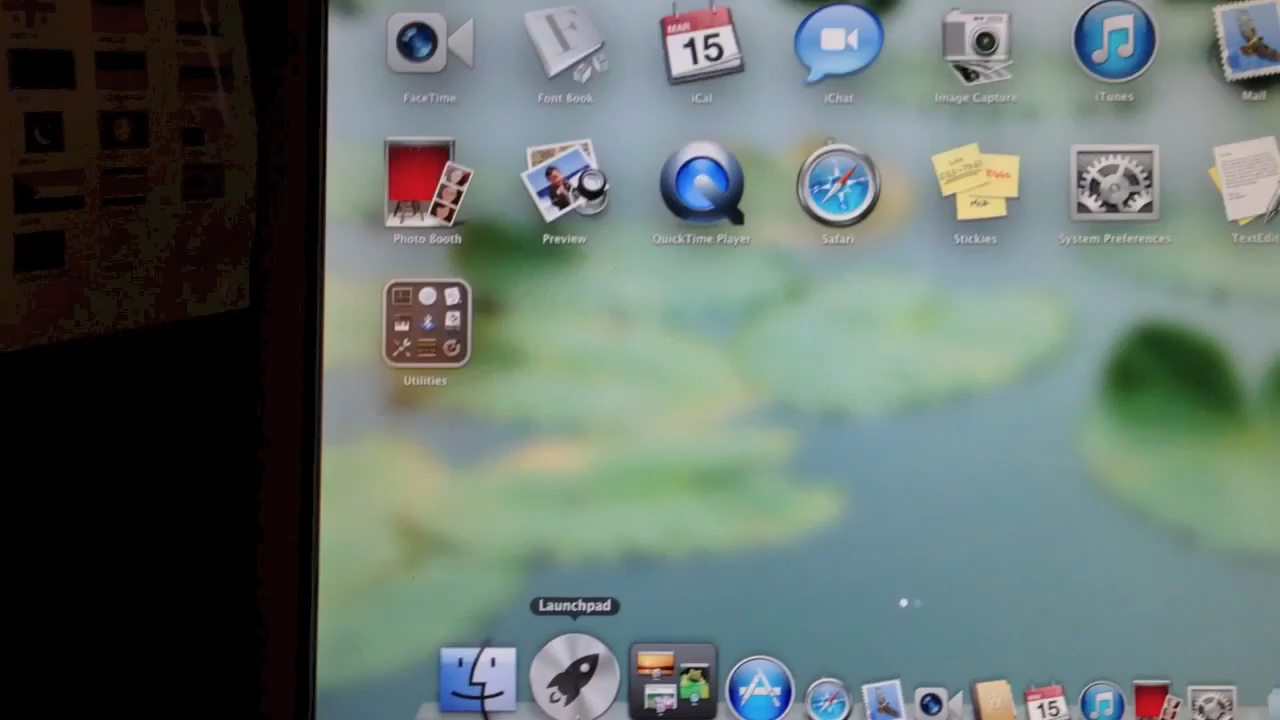 FaceTime
Font Book
MAR
15
iCal
iChat
Image Capture
iTunes
Mail
Photo Booth
Preview
QuickTime Player
Safari
Stickies
System Preferences
TextEdit
Utilities
Launchpad
15